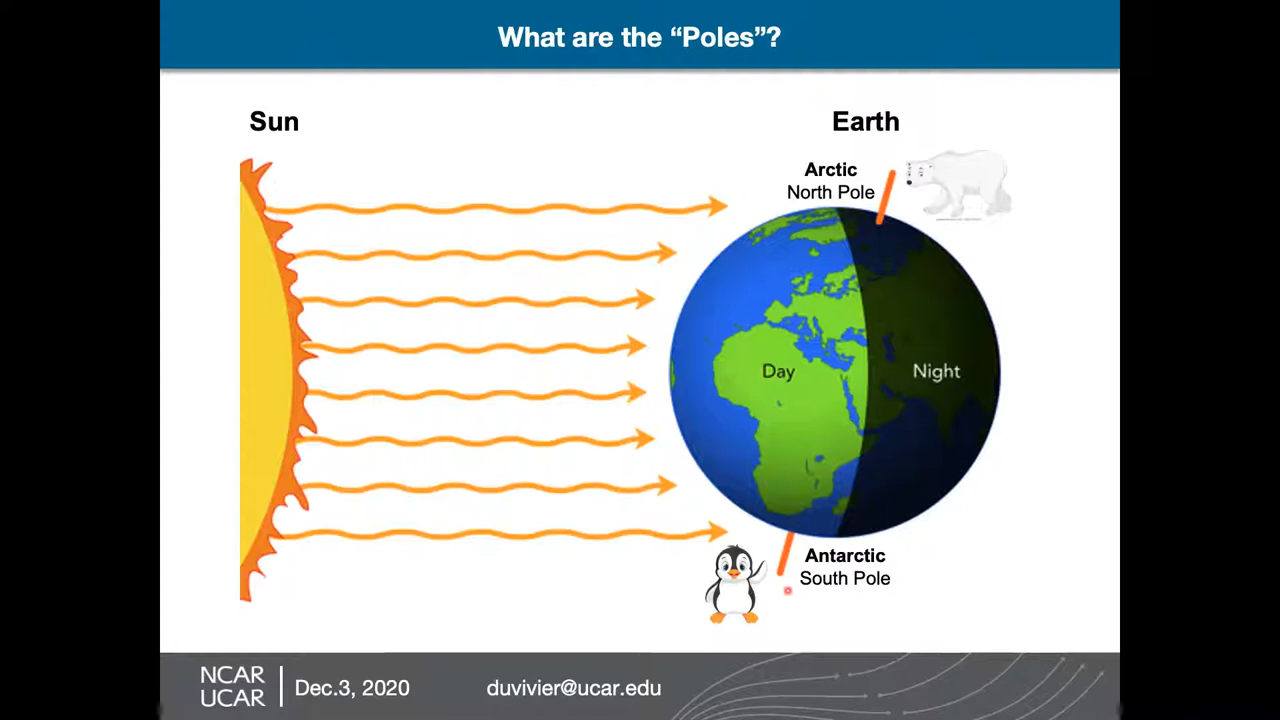 What are the “Poles”?
Sun
Earth
Arctic
North Pole
Day
Night
Antarctic
South Pole
NCAR
UCAR
Dec.3, 2020
duvivier@ucar.edu